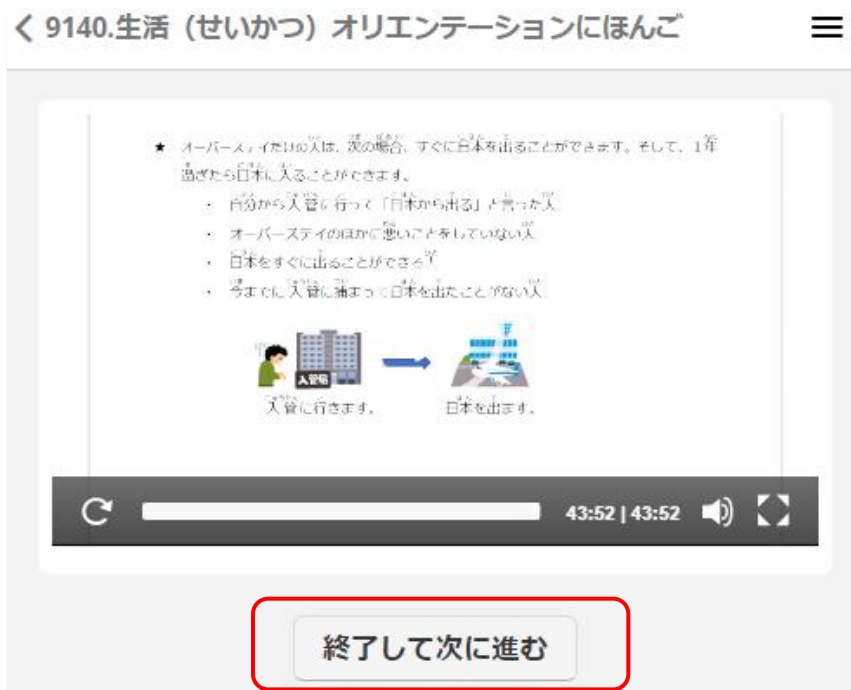 9140.生活（せいかつ）オリエンテーションにほんご
★ オーバーステイだけの人は、次の場合、すぐに日本を出ることができます。そして、1年
過ぎたら日本に入ることができます。
・ 自分から入管に行って「日本から出る」と言った人
・ オーバーステイのほかに悪いことをしていない人
・ 日本をすぐに出ることができる人
・ 今までに入管に捕まって日本を出たことがない人
入管局
入管に行きます。 日本を出ます。
43:52 | 43:52
終了して次に進む